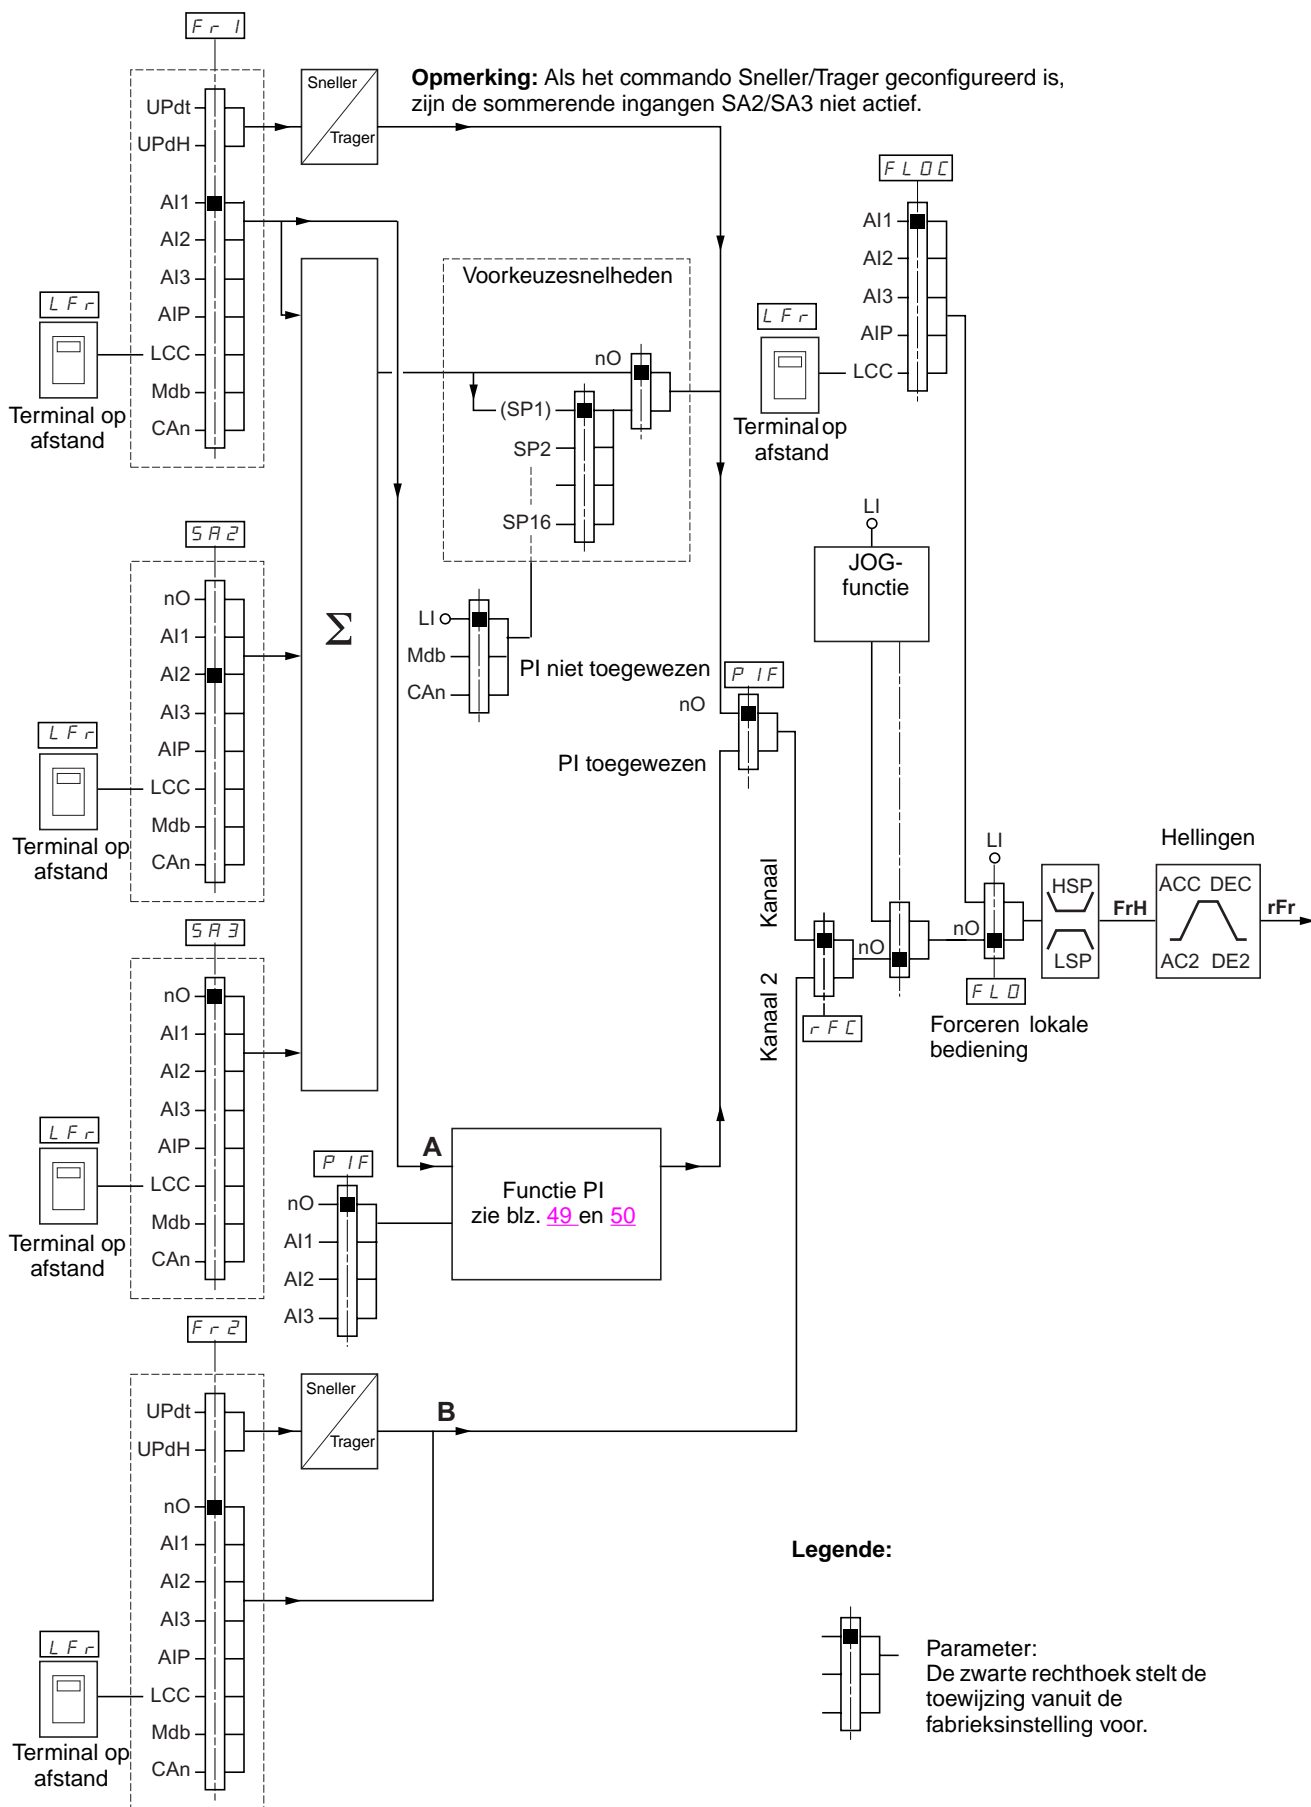 Fr1
Opmerking: Als het commando Sneller/Trager geconfigureerd is,
zijn de sommerende ingangen SA2/SA3 niet actief.
UPdt
UPdH
AI1
AI2
AI3
AIP
LCC
Mdb
CAn
Sneller
Trager
LFr
Terminal op
afstand
SA2
nO
AI1
AI2
AI3
AIP
LCC
Mdb
CAn
LFr
Terminal op
afstand
SA3
nO
AI1
AI2
AI3
AIP
LCC
Mdb
CAn
LFr
Terminal op
afstand
Σ
Voorkeuzesnelheden
nO
(SP1)
SP2
SP16
LI
Mdb
CAn
PI niet toegewezen
nO
PIF
PI toegewezen
FLOC
AI1
AI2
AI3
AIP
LCC
LFr
Terminal op
afstand
LI
JOG-
functie
Kanaal
Kanaal 2
rFC
nO
nO
LI
FLO
Forceren lokale
bediening
HSP
LSP
FrH
Hellingen
ACC DEC
AC2 DE2
rFr
A
PIF
nO
AI1
AI2
AI3
Functie PI
zie blz. 49 en 50
Fr2
UPdt
UPdH
nO
AI1
AI2
AI3
AIP
LCC
Mdb
CAn
Sneller
Trager
B
LFr
Terminal op
afstand
Legende:
Parameter:
De zwarte rechthoek stelt de
toewijzing vanuit de
fabrieksinstelling voor.